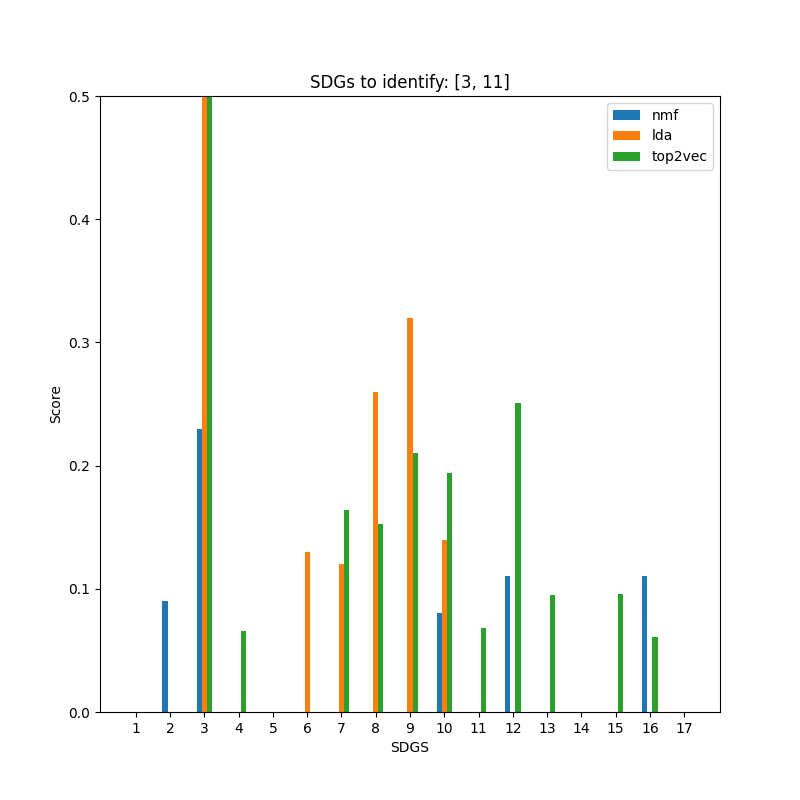 SDGs to identify: [3, 11]
nmf
lda
top2vec
0.5
0.4
0.3
0.2
0.1
0.0
Score
1 2 3 4 5 6 7 8 9 10 11 12 13 14 15 16 17
SDGS